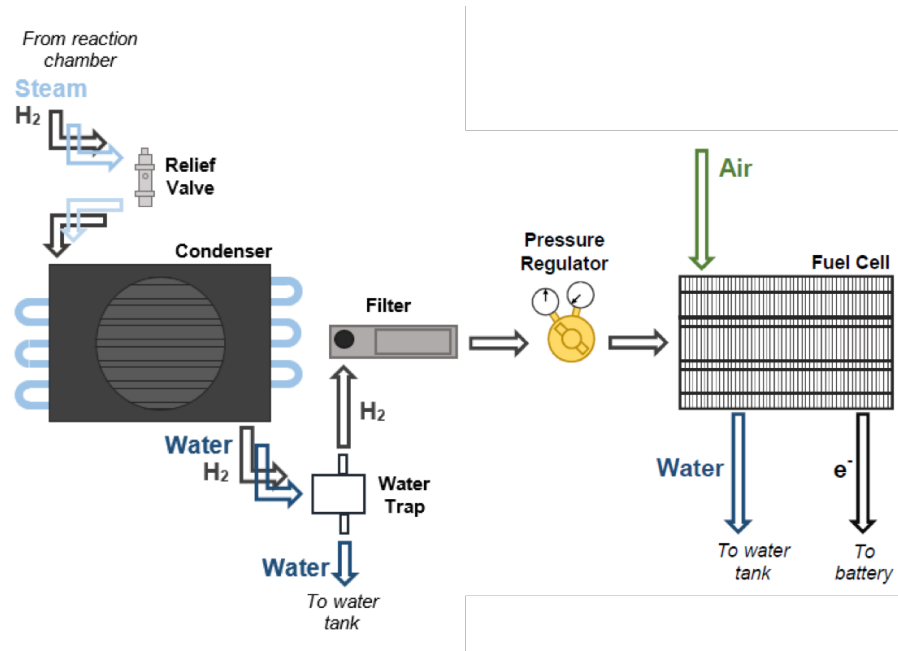 From reaction
chamber
Steam
H₂
Relief
Valve
Condenser
Water
H₂
Water
Trap
Water
To water
tank
H₂
Filter
Pressure
Regulator
Air
Fuel Cell
Water
To water
tank
e⁻
To
battery